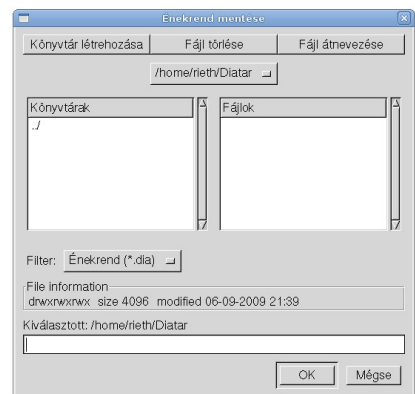 Énekrend mentése
Könyvtár létrehozása Fájl törlése Fájl átnevezése
/home/rieth/Diatar
Könyvtárak Fájlok
../
Filter: Énekrend (*.dia)
File information
drwxrwxrwx size 4096 modified 06-09-2009 21:39
Kiválasztott: /home/rieth/Diatar
OK Mégse